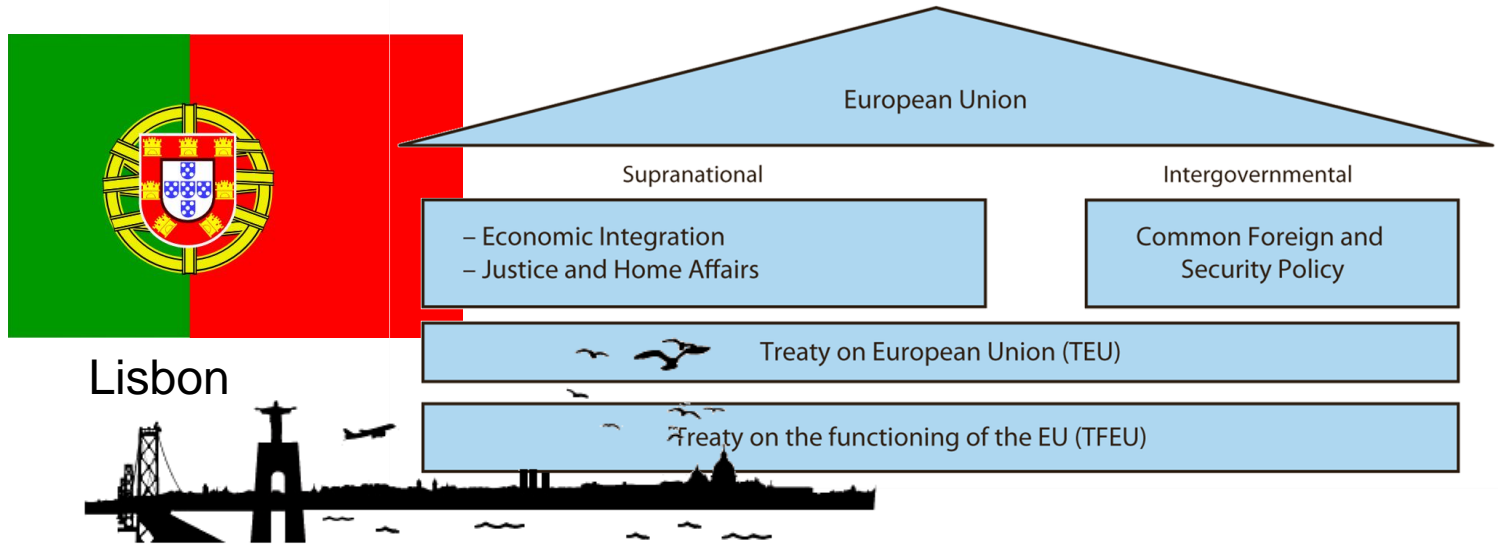 European Union
Supranational
Intergovernmental
– Economic Integration
– Justice and Home Affairs
Common Foreign and
Security Policy
Treaty on European Union (TEU)
Lisbon
Treaty on the functioning of the EU (TFEU)